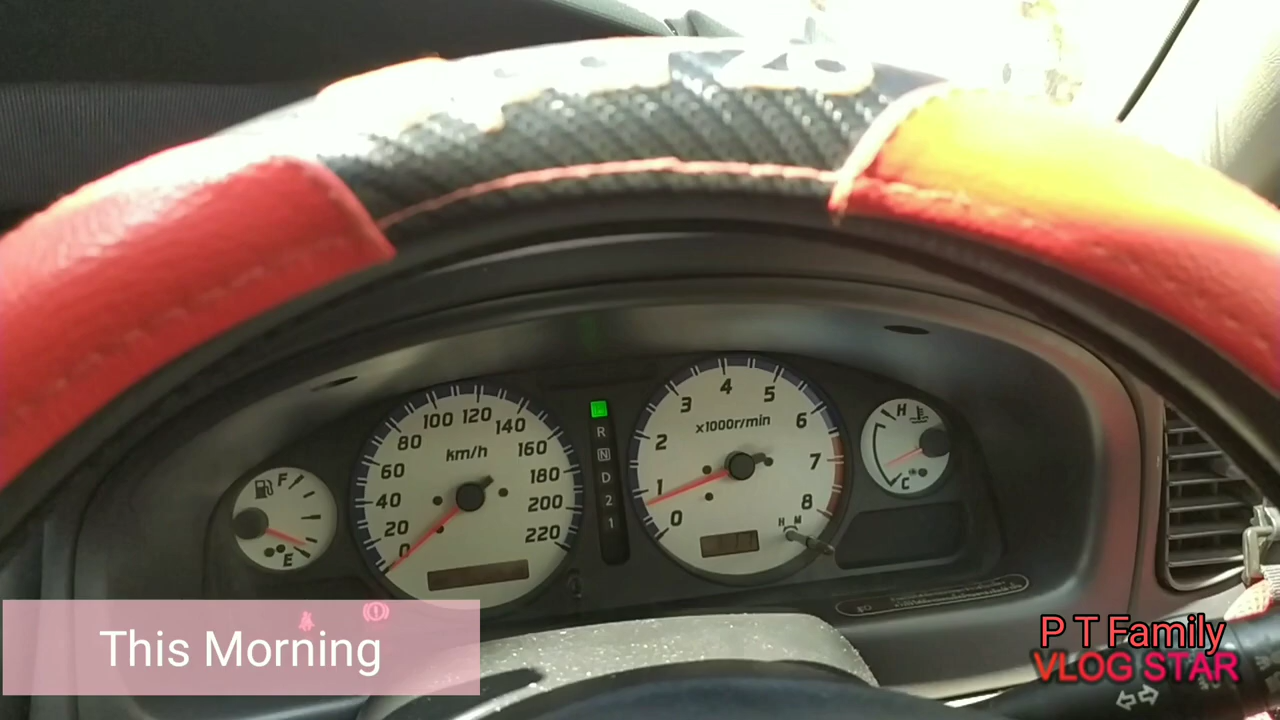 100 120
80 140
60 km/h 160
40 180
20 200
0 220
F
E
R
N
D
2
1
4
3 5
x1000r/min 6
2 7
1 8
0
H M
H
C
This Morning
P T Family
VLOG STAR